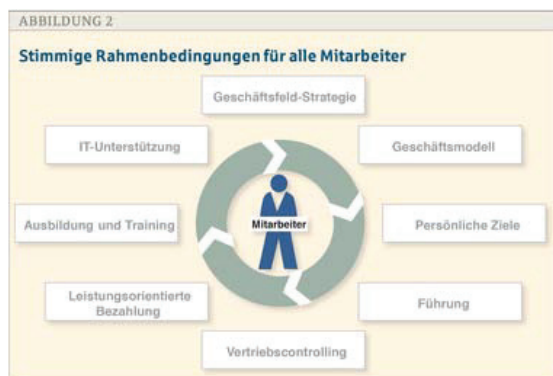 ABBILDUNG 2
Stimmige Rahmenbedingungen für alle Mitarbeiter
Geschäftsfeld-Strategie
IT-Unterstützung
Geschäftsmodell
Mitarbeiter
Ausbildung und Training
Persönliche Ziele
Leistungsorientierte
Bezahlung
Führung
Vertriebscontrolling